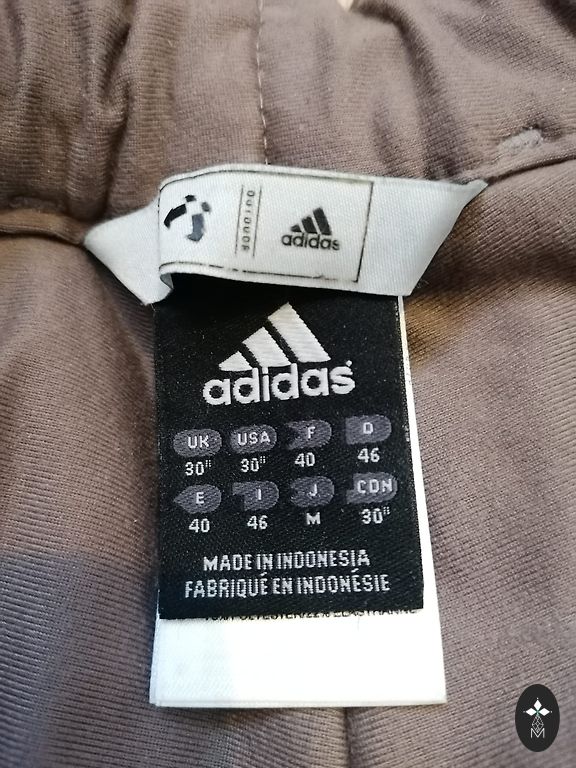 OUTDOOR
adidas
adidas
UK USA F D
30" 30" 40 46
E I J CDN
40 46 M 30"
MADE IN INDONESIA
FABRIQUÉ EN INDONÉSIE
M